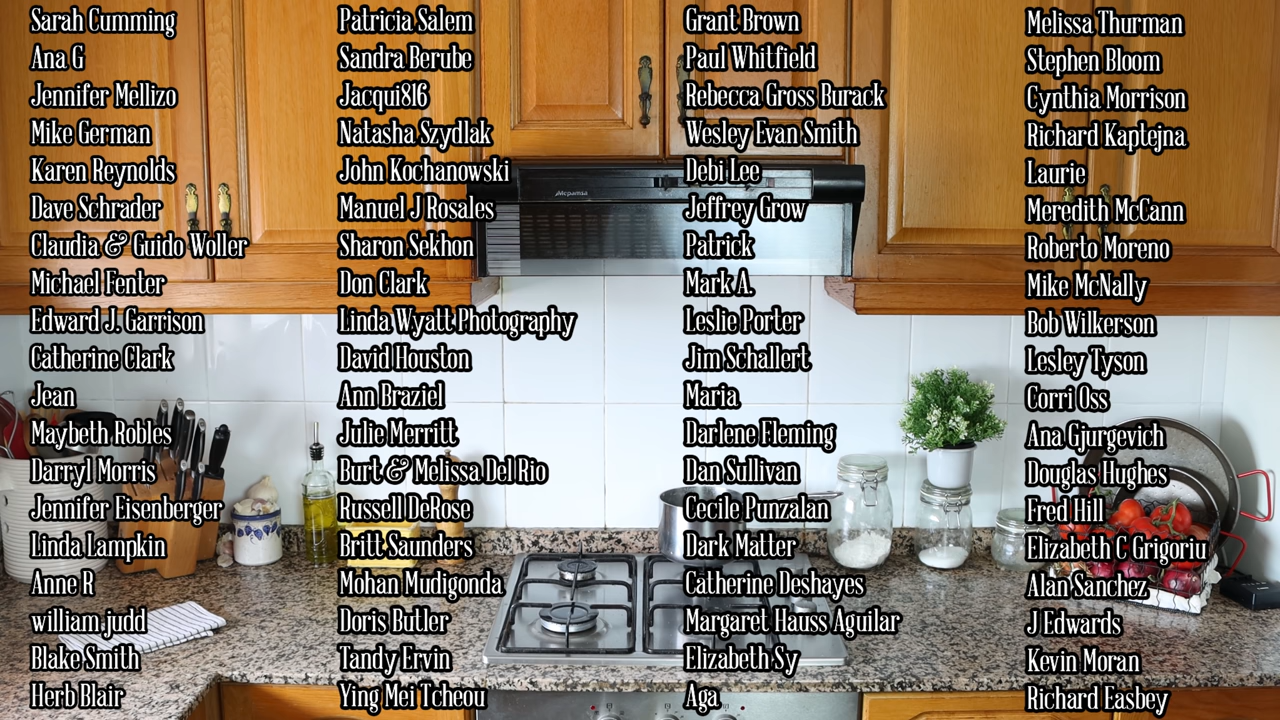 Sarah Cumming
Ana G
Jennifer Mellizo
Mike German
Karen Reynolds
Dave Schrader
Claudia & Guido Woller
Michael Fenter
Edward J. Garrison
Catherine Clark
Jean
Maybeth Robles
Darryl Morris
Jennifer Eisenberger
Linda Lampkin
Anne R
william judd
Blake Smith
Herb Blair
Patricia Salem
Sandra Berube
Jacqui816
Natasha Szydlak
John Kochanowski
Manuel J Rosales
Sharon Sekhon
Don Clark
Linda Wyatt Photography
David Houston
Ann Braziel
Julie Merritt
Burt & Melissa Del Rio
Russell DeRose
Britt Saunders
Mohan Mudigonda
Doris Butler
Tandy Ervin
Ying Mei Tcheou
Grant Brown
Paul Whitfield
Rebecca Gross Burack
Wesley Evan Smith
Debi Lee
Jeffrey Grow
Patrick
Mark A.
Leslie Porter
Jim Schallert
Maria
Darlene Fleming
Dan Sullivan
Cecile Punzalan
Dark Matter
Catherine Deshayes
Margaret Hauss Aguilar
Elizabeth Sy
Aga
Melissa Thurman
Stephen Bloom
Cynthia Morrison
Richard Kaptejna
Laurie
Meredith McCann
Roberto Moreno
Mike McNally
Bob Wilkerson
Lesley Tyson
Corri Oss
Ana Gjurgevich
Douglas Hughes
Fred Hill
Elizabeth C Grigoriu
Alan Sanchez
J Edwards
Kevin Moran
Richard Easbey
Mepamsa